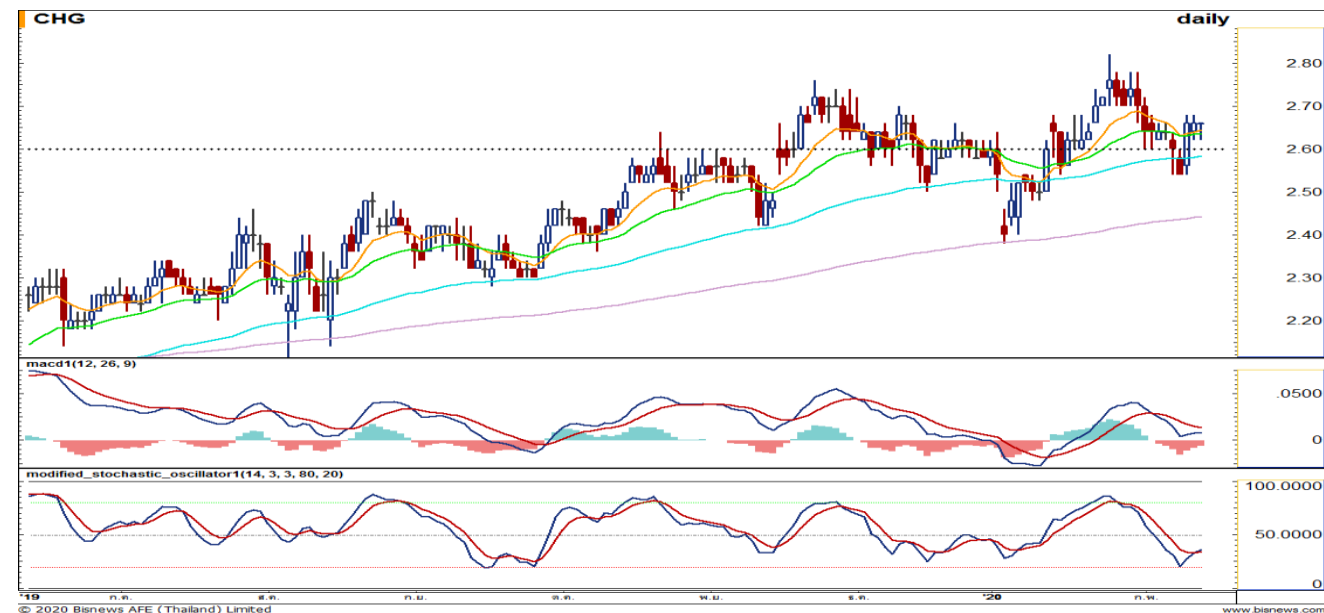 CHG daily
2.80
2.70
2.60
2.50
2.40
2.30
2.20
macd1(12, 26, 9)
.0500
0
modified_stochastic_oscillator1(14, 3, 3, 80, 20)
100.0000
50.0000
0
'19 ก.ค. ส.ค. ก.ย. ต.ค. พ.ย. ธ.ค. '20 ก.พ.
© 2020 Bisnews AFE (Thailand) Limited www.bisnews.com